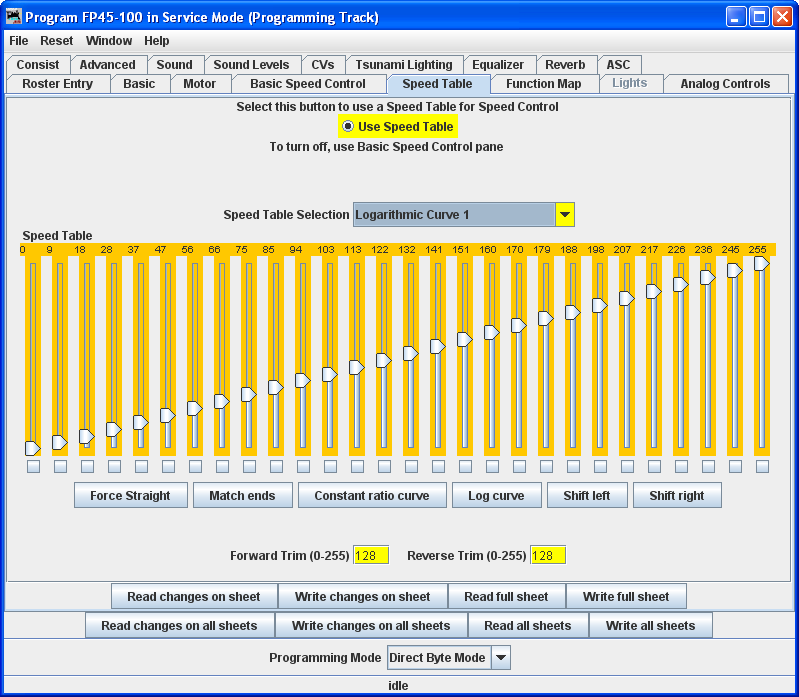 Program FP45-100 in Service Mode (Programming Track)
File Reset Window Help
Consist Advanced Sound Sound Levels CVs Tsunami Lighting Equalizer Reverb ASC
Roster Entry Basic Motor Basic Speed Control Speed Table Function Map Lights Analog Controls
Select this button to use a Speed Table for Speed Control
Use Speed Table
To turn off, use Basic Speed Control pane
Speed Table Selection Logarithmic Curve 1
Speed Table
0 9 18 28 37 47 56 66 75 85 94 103 113 122 132 141 151 160 170 179 188 198 207 217 226 236 245 255
Force Straight Match ends Constant ratio curve Log curve Shift left Shift right
Forward Trim (0-255) 128 Reverse Trim (0-255) 128
Read changes on sheet Write changes on sheet Read full sheet Write full sheet
Read changes on all sheets Write changes on all sheets Read all sheets Write all sheets
Programming Mode Direct Byte Mode
idle